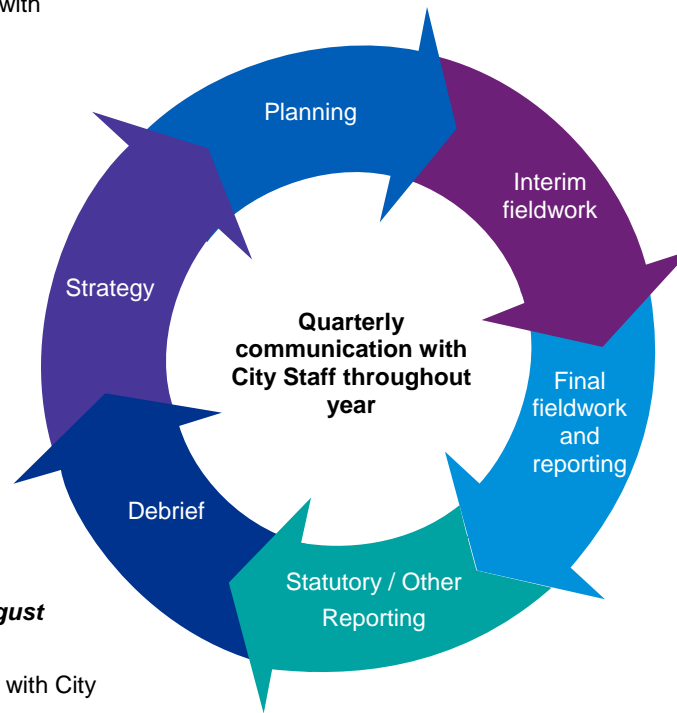 with
Planning
Interim
fieldwork
Strategy
Quarterly
communication with
City Staff throughout
year
Final
fieldwork
and
reporting
Debrief
Statutory / Other
Reporting
gust
with City